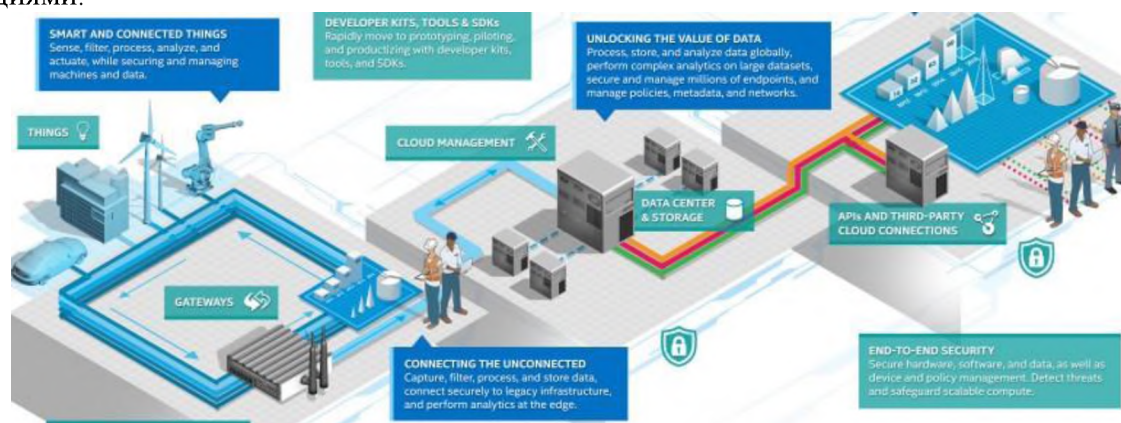 циями.
SMART AND CONNECTED THINGS
Sense, filter, process, analyze, and
actuate, while securing and managing
machines and data.
DEVELOPER KITS, TOOLS & SDKs
Rapidly move to prototyping, piloting,
and productizing with developer kits,
tools, and SDKs.
UNLOCKING THE VALUE OF DATA
Process, store, and analyze data globally,
perform complex analytics on large datasets,
secure and manage millions of endpoints, and
manage policies, metadata, and networks.
THINGS
CLOUD MANAGEMENT
DATA CENTER
& STORAGE
APIs AND THIRD-PARTY
CLOUD CONNECTIONS
GATEWAYS
CONNECTING THE UNCONNECTED
Capture, filter, process, and store data,
connect securely to legacy infrastructure,
and perform analytics at the edge.
END-TO-END SECURITY
Secure hardware, software, and data, as well as
device and policy management. Detect threats
and safeguard scalable compute.